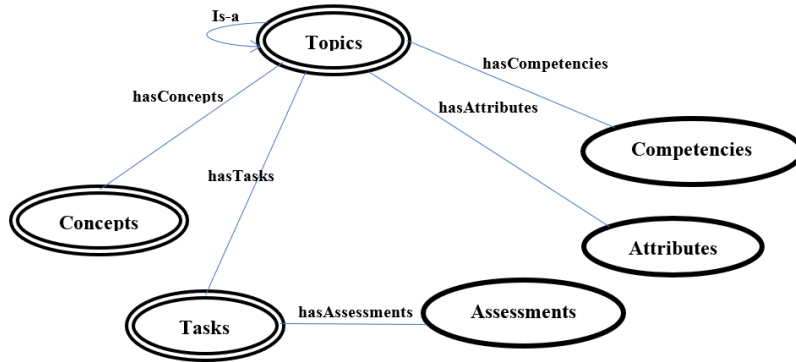 Is-a
Topics
hasCompetencies
hasConcepts
hasAttributes
Competencies
hasTasks
Concepts
Attributes
hasAssessments
Assessments
Tasks